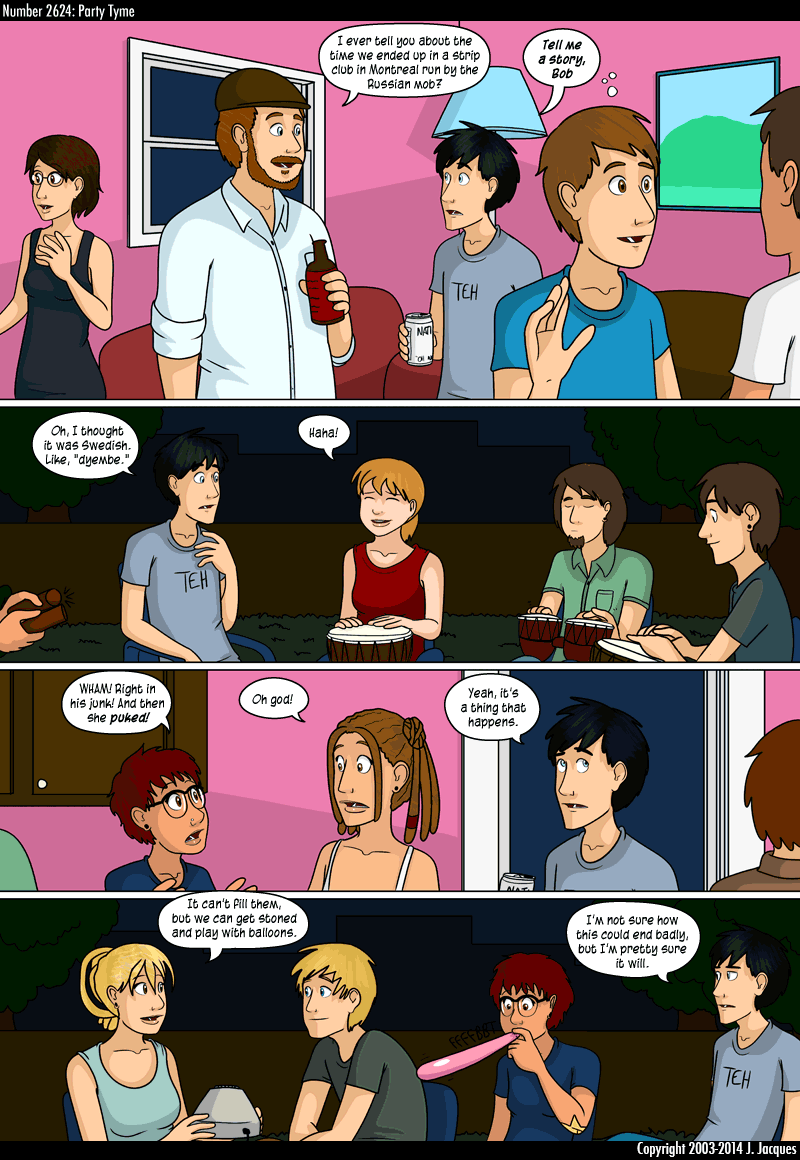 Number 2624: Party Tyme
I ever tell you about the
time we ended up in a strip
club in Montreal run by the
Russian mob?
Tell me
a story,
Bob
TEH
NATI
Oh, I thought
it was Swedish.
Like, "dyembe."
Haha!
TEH
WHAM! Right in
his junk! And then
she puked!
Oh god!
Yeah, it's
a thing that
happens.
NATI
It can't fill them,
but we can get stoned
and play with balloons.
I'm not sure how
this could end badly,
but I'm pretty sure
it will.
TEH
Copyright 2003-2014 J. Jacques